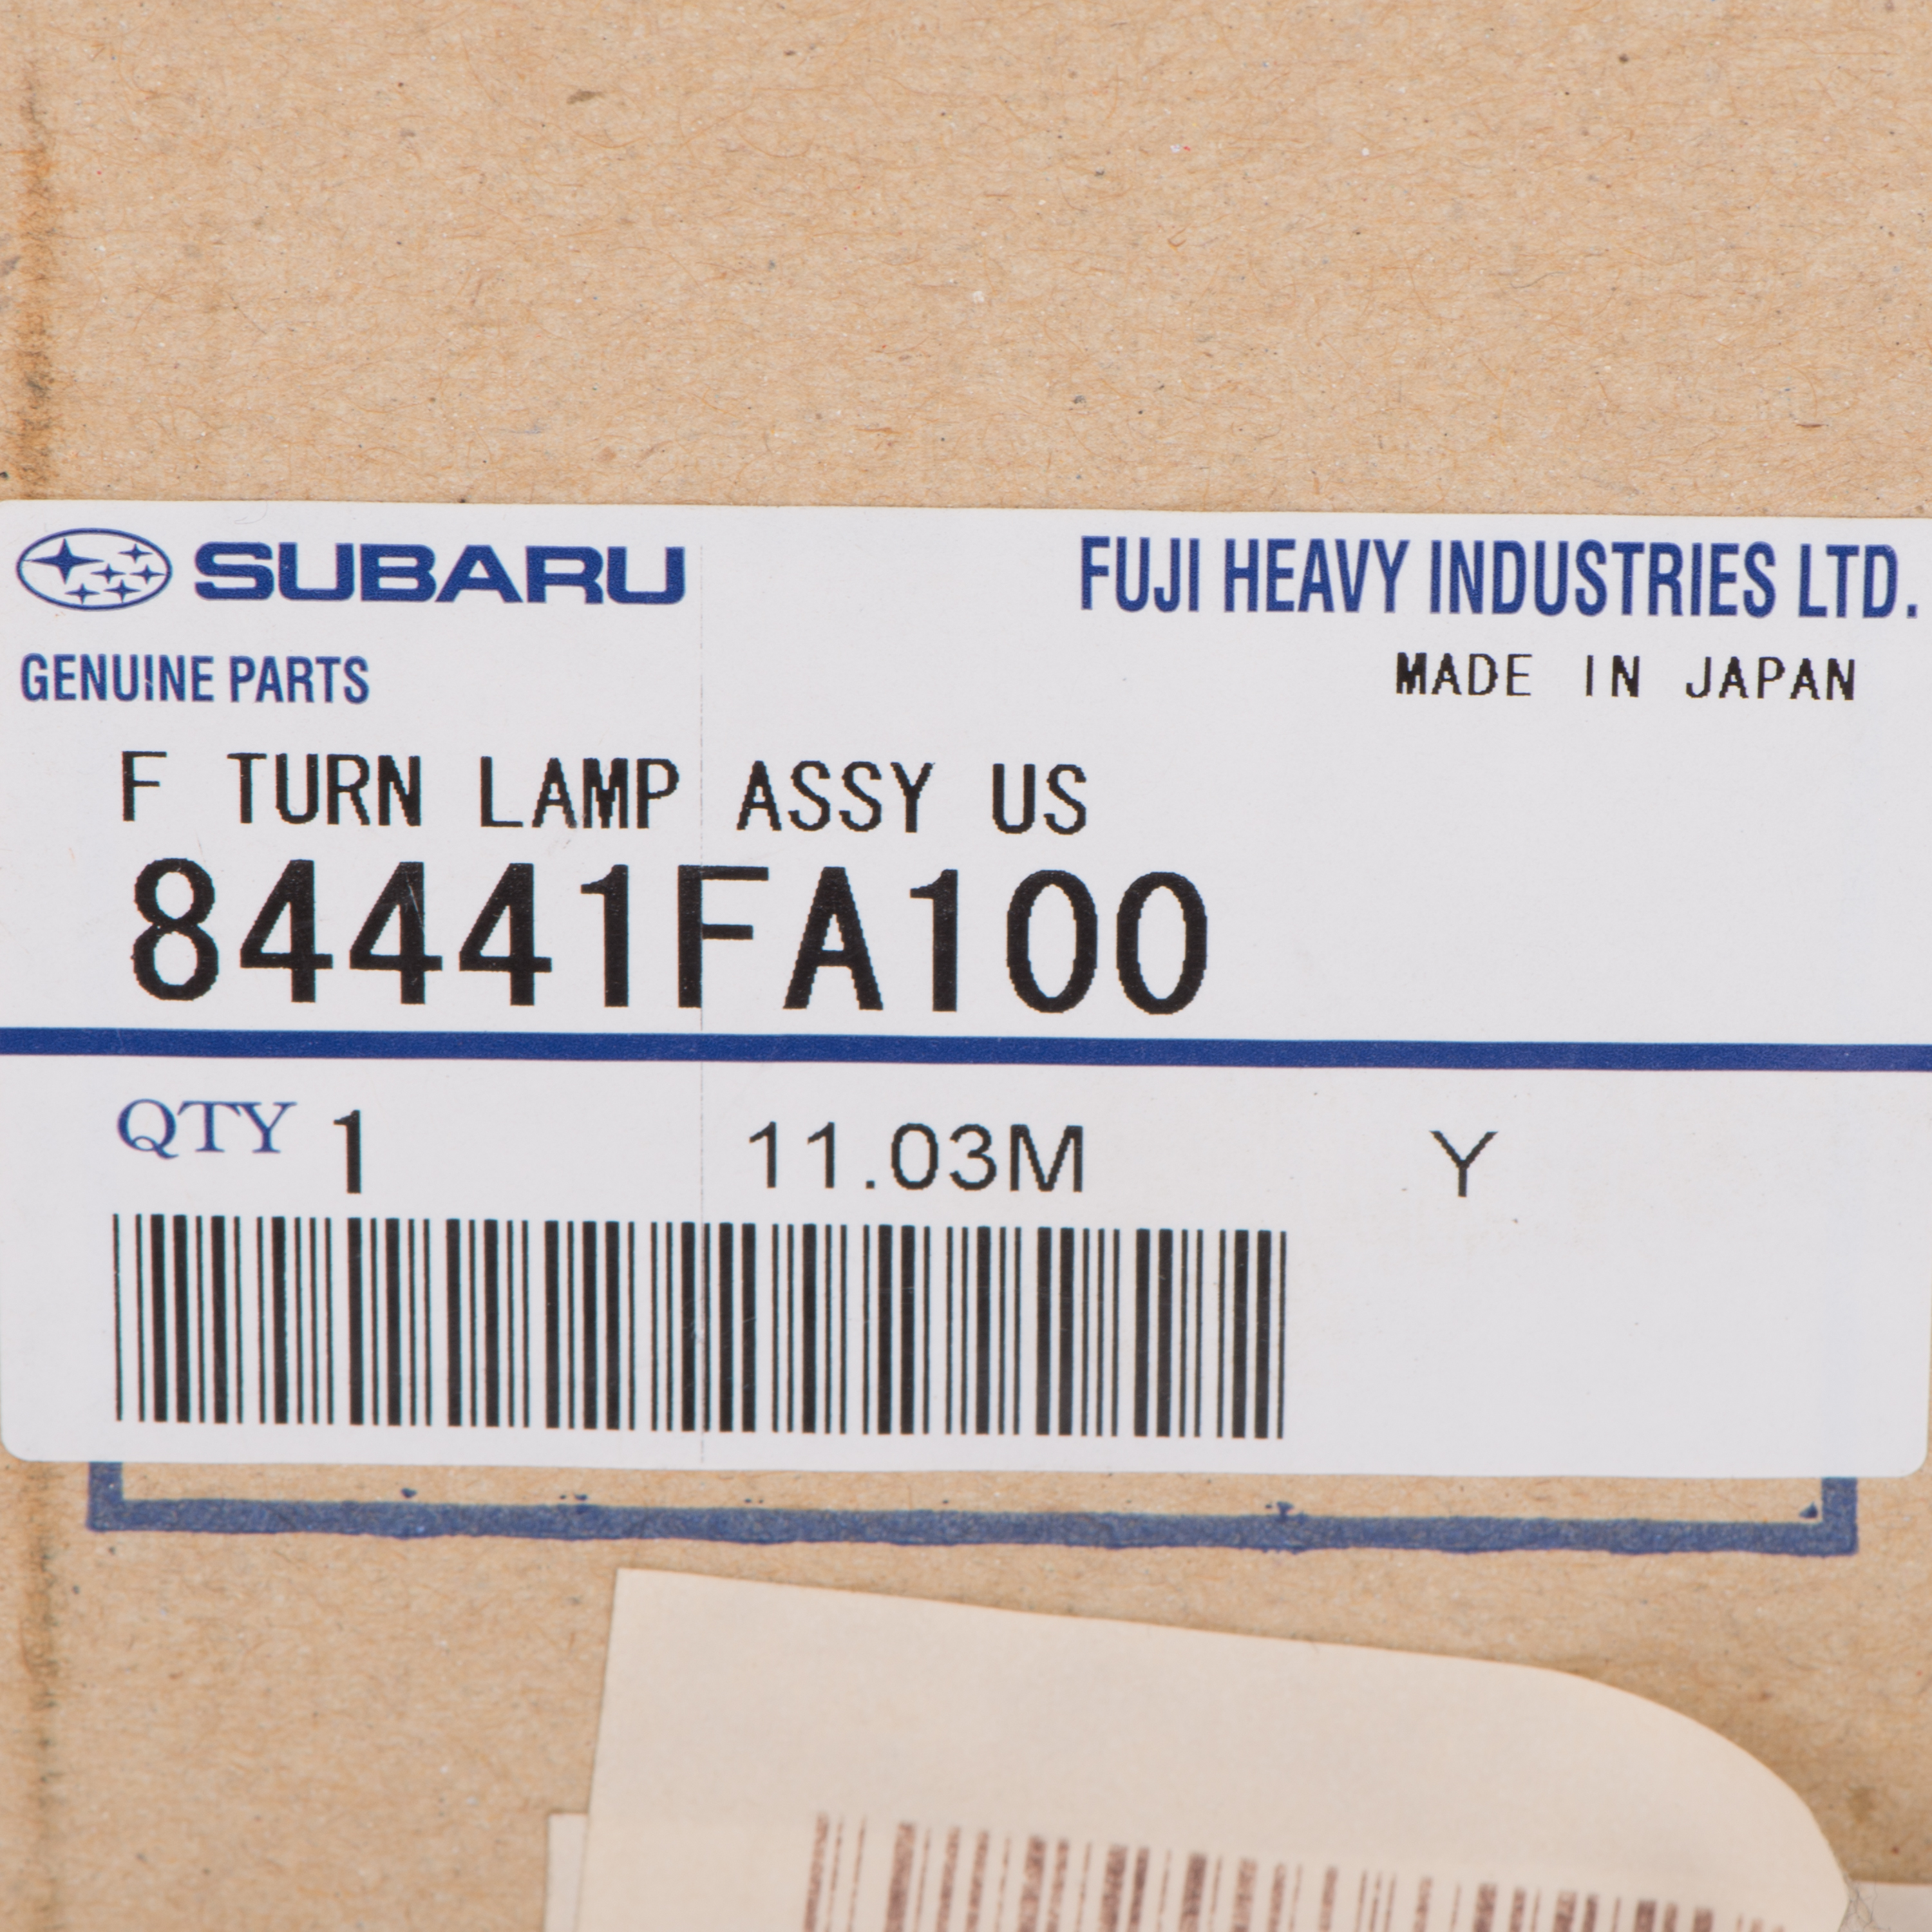 SUBARU FUJI HEAVY INDUSTRIES LTD.
GENUINE PARTS MADE IN JAPAN
F TURN LAMP ASSY US
84441FA100
QTY 1 11.03M Y